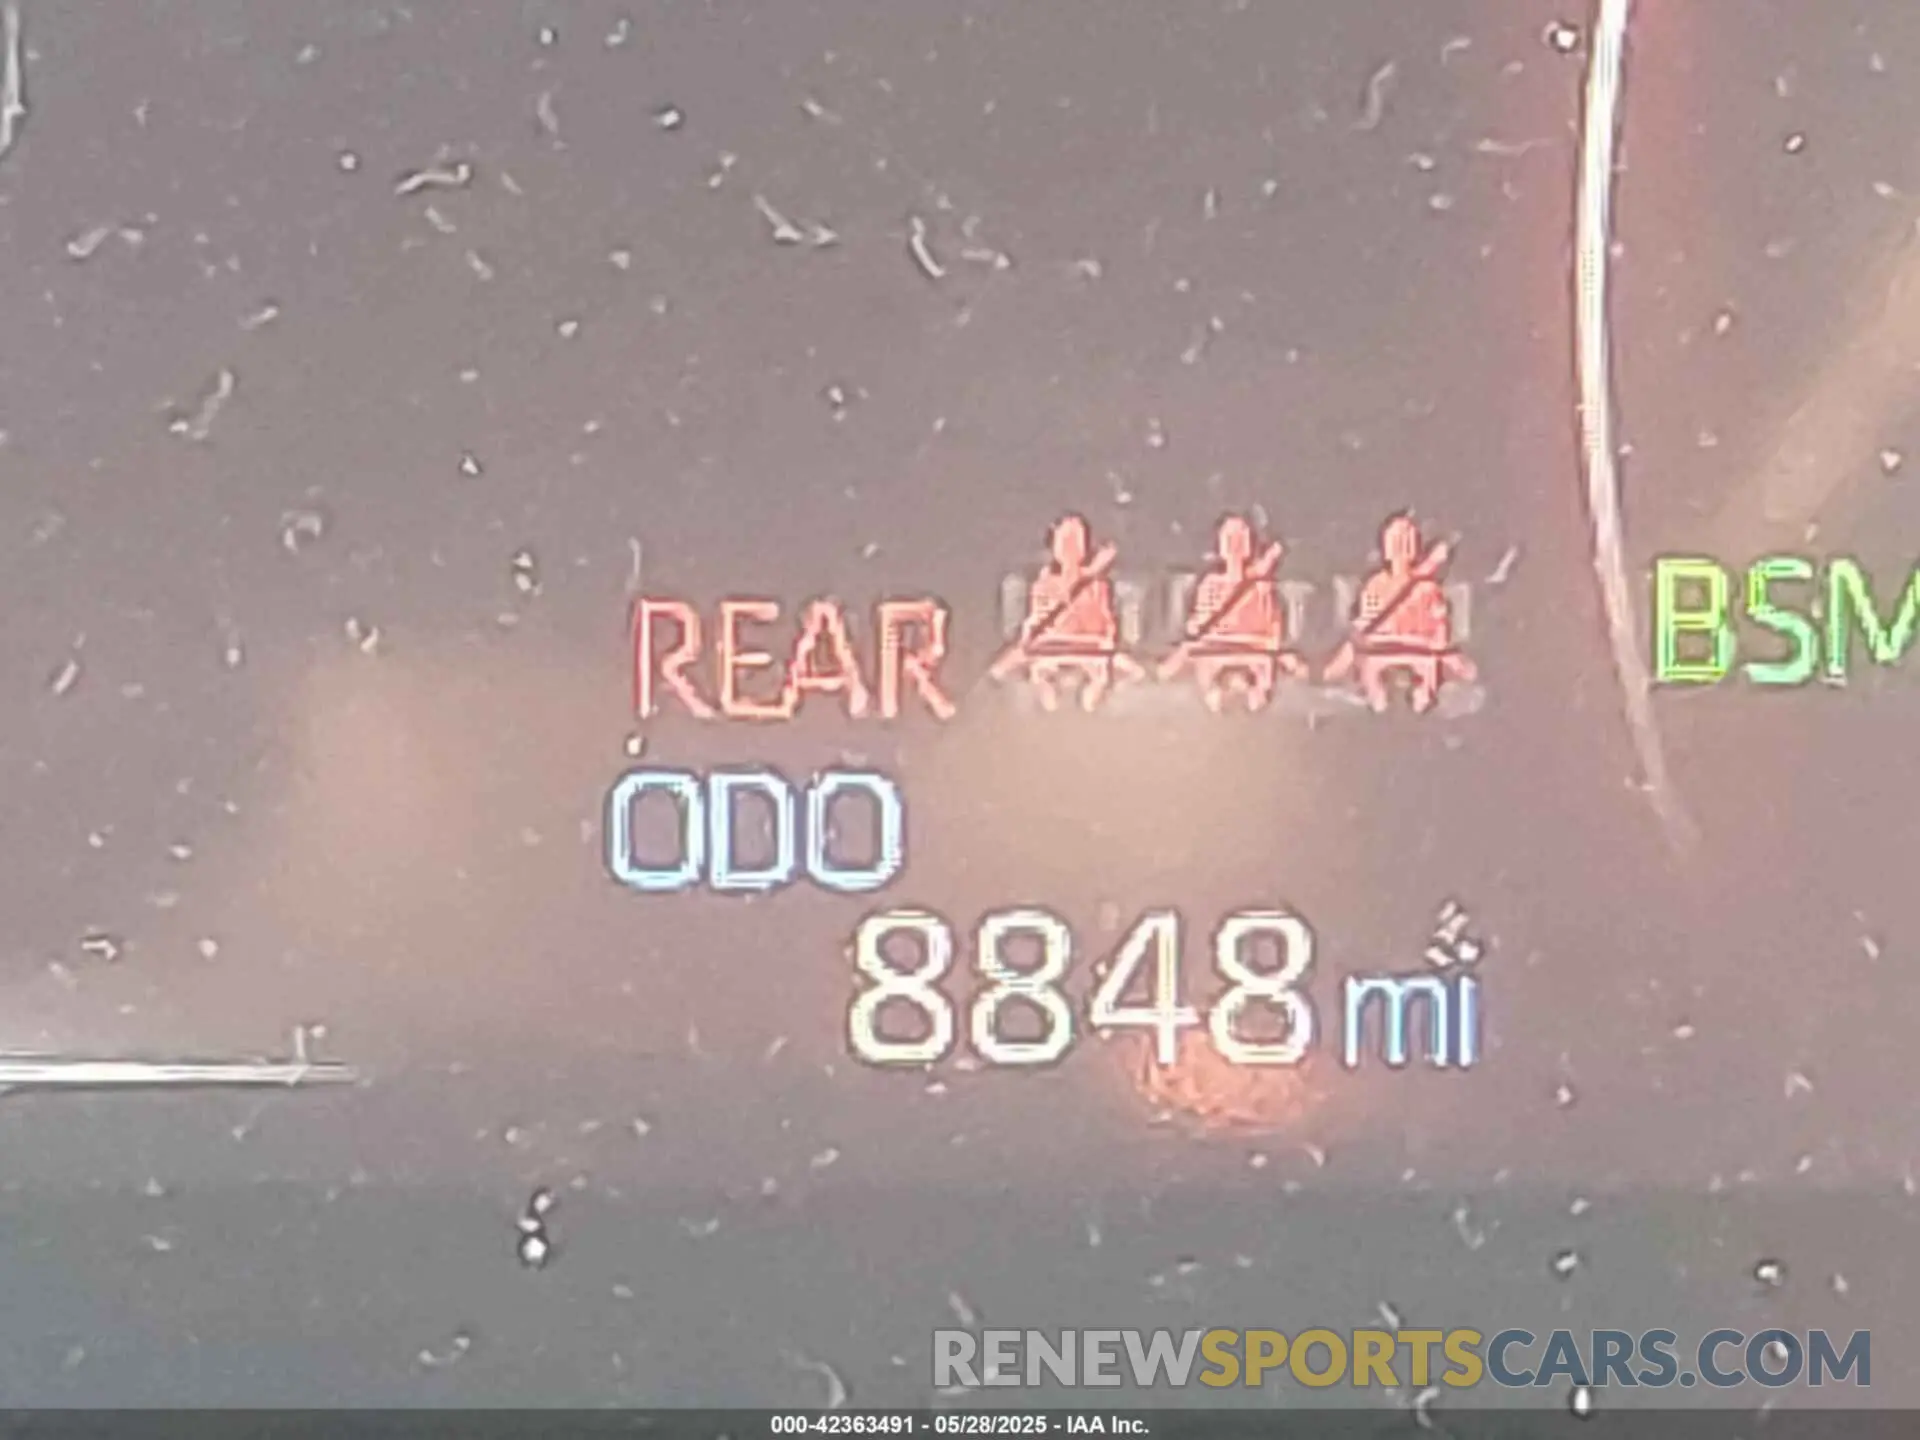 REAR
BSM
ODO
8848 mi
RENEWSPORTSCARS.COM
000-42363491 - 05/28/2025 - IAA Inc.